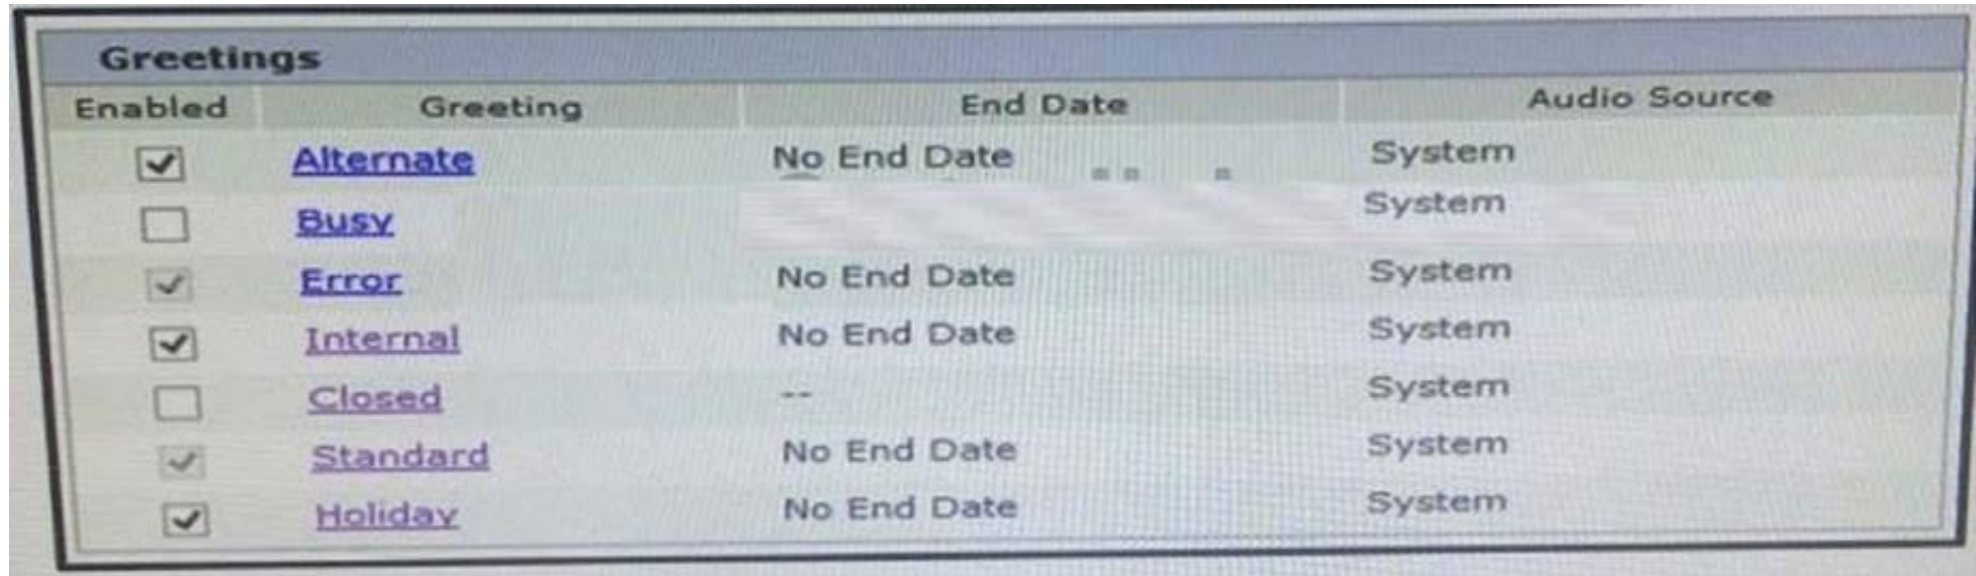 Greetings
Enabled Greeting End Date Audio Source
Alternate No End Date System
Busy System
Error No End Date System
Internal No End Date System
Closed -- System
Standard No End Date System
Holiday No End Date System